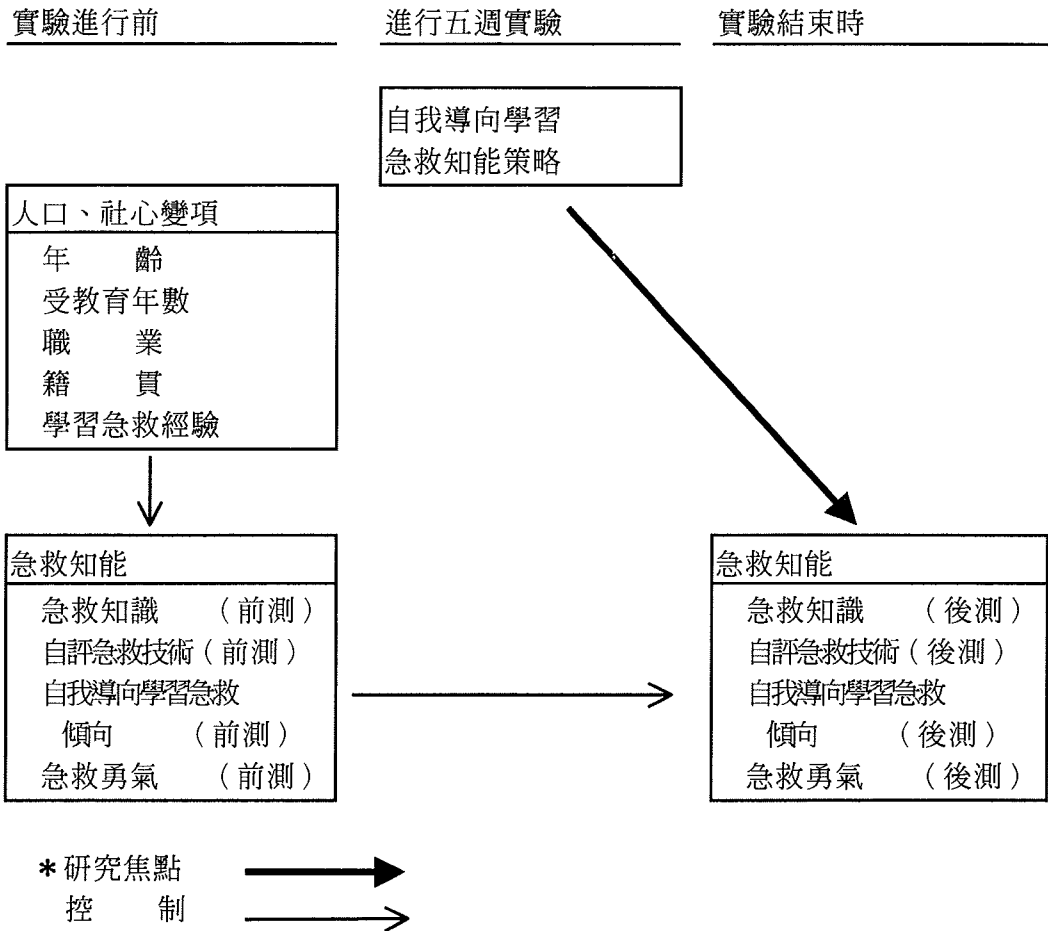 實驗進行前
進行五週實驗
實驗結束時
自我導向學習
急救知能策略
人口、社心變項
年 齡
受教育年數
職 業
籍 貫
學習急救經驗
急救知能
急救知識 （前測）
自評急救技術（前測）
自我導向學習急救
傾向 （前測）
急救勇氣 （前測）
急救知能
急救知識 （後測）
自評急救技術（後測）
自我導向學習急救
傾向 （後測）
急救勇氣 （後測）
*研究焦點
控 制